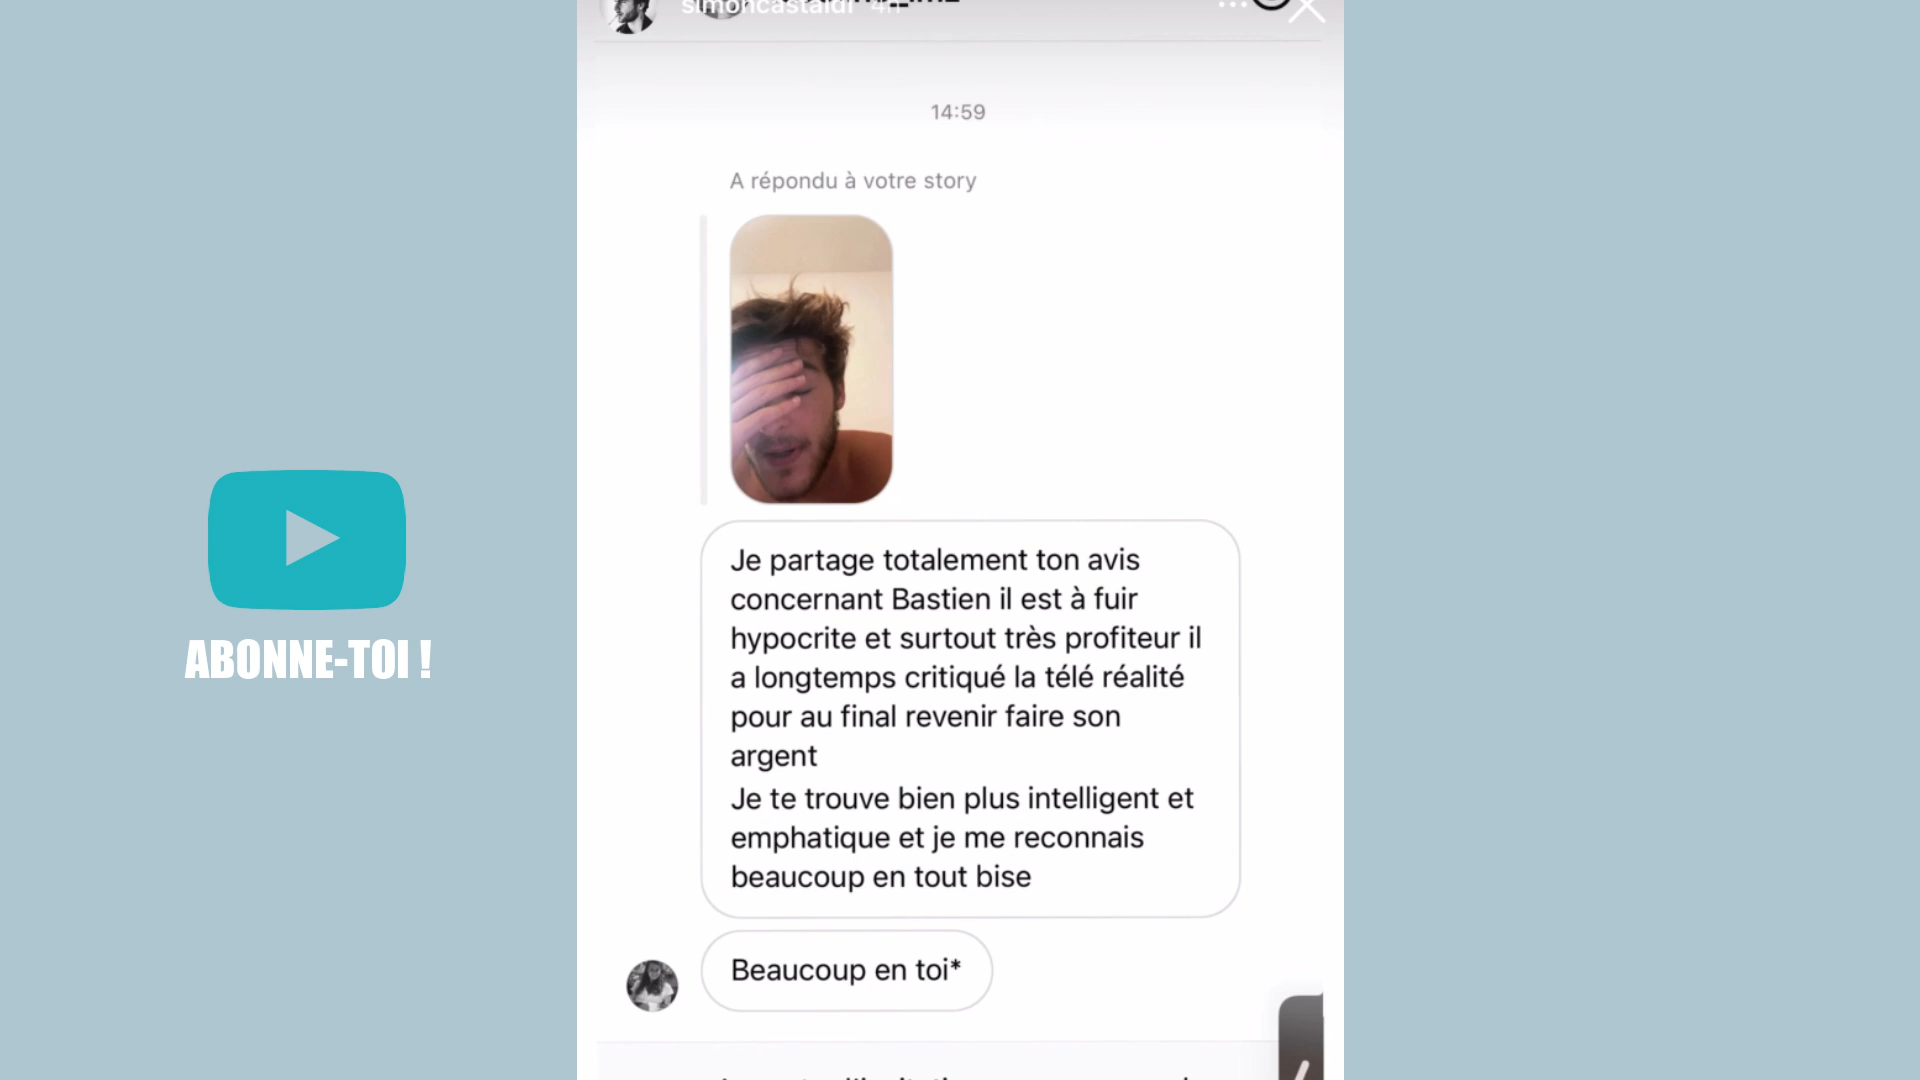 simoncastaldi 4h
14:59
A répondu à votre story
Je partage totalement ton avis
concernant Bastien il est à fuir
hypocrite et surtout très profiteur il
a longtemps critiqué la télé réalité
pour au final revenir faire son
argent
Je te trouve bien plus intelligent et
emphatique et je me reconnais
beaucoup en tout bise
Beaucoup en toi*
ABONNE-TOI !